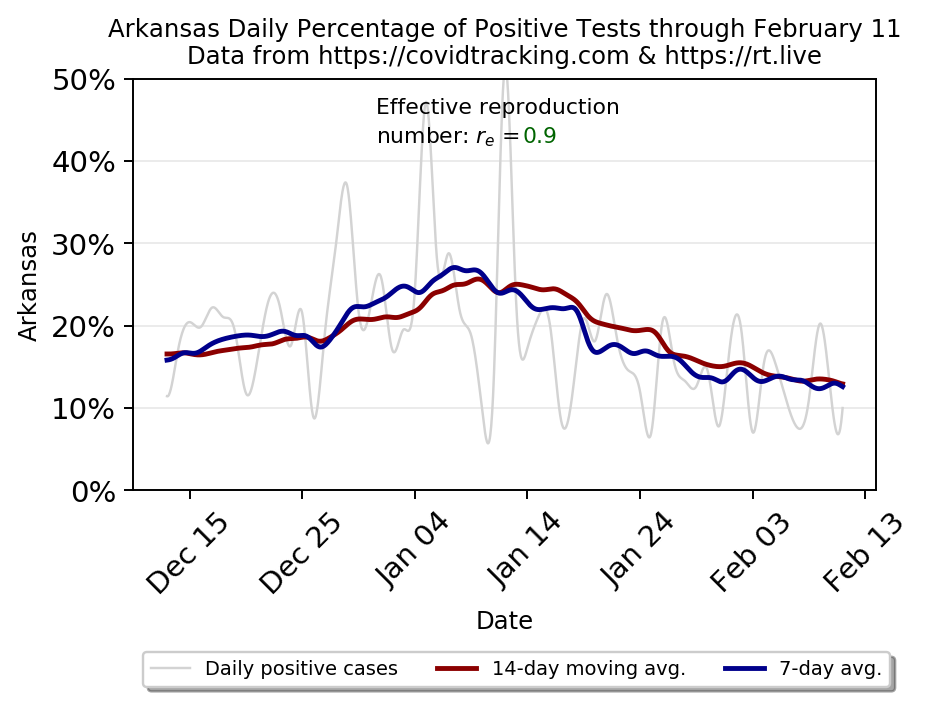 Arkansas Daily Percentage of Positive Tests through February 11
Data from https://covidtracking.com & https://rt.live
50%
40%
30%
20%
10%
0%
Arkansas
Effective reproduction
number: rₑ = 0.9
Dec 15
Dec 25
Jan 04
Jan 14
Jan 24
Feb 03
Feb 13
Date
Daily positive cases
14-day moving avg.
7-day avg.